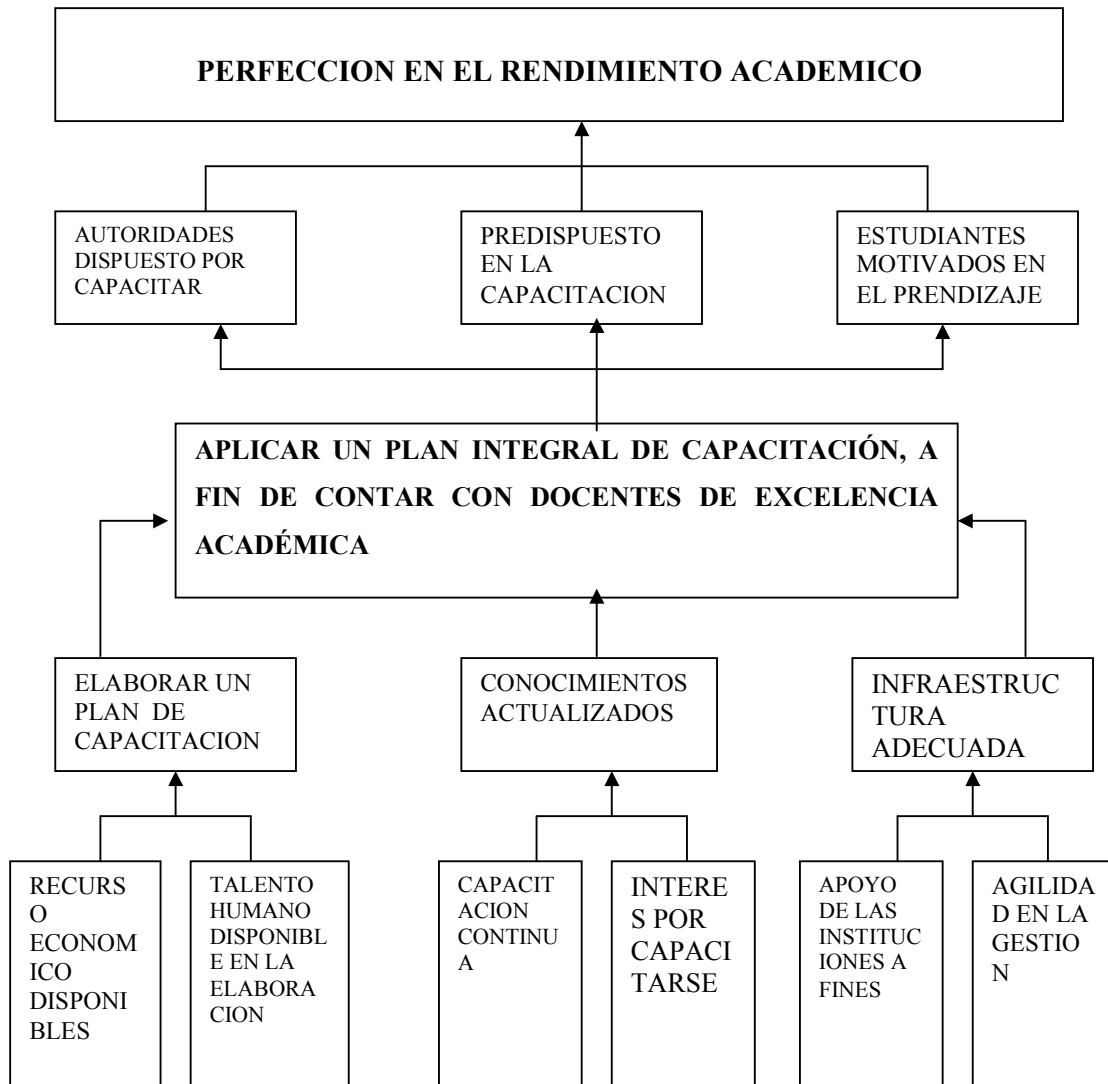 PERFECCION EN EL RENDIMIENTO ACADEMICO
AUTORIDADES
DISPUESTO POR
CAPACITAR
PREDISPUESTO
EN LA
CAPACITACION
ESTUDIANTES
MOTIVADOS EN
EL PRENDIZAJE
APLICAR UN PLAN INTEGRAL DE CAPACITACIÓN, A
FIN DE CONTAR CON DOCENTES DE EXCELENCIA
ACADÉMICA
ELABORAR UN
PLAN DE
CAPACITACION
CONOCIMIENTOS
ACTUALIZADOS
INFRAESTRUC
TURA
ADECUADA
RECURS
O
ECONOM
ICO
DISPONI
BLES
TALENTO
HUMANO
DISPONIBL
E EN LA
ELABORA
CION
CAPACIT
ACION
CONTINU
A
INTERE
S POR
CAPACI
TARSE
APOYO
DE LAS
INSTITUC
IONES A
FINES
AGILIDA
D EN LA
GESTIO
N